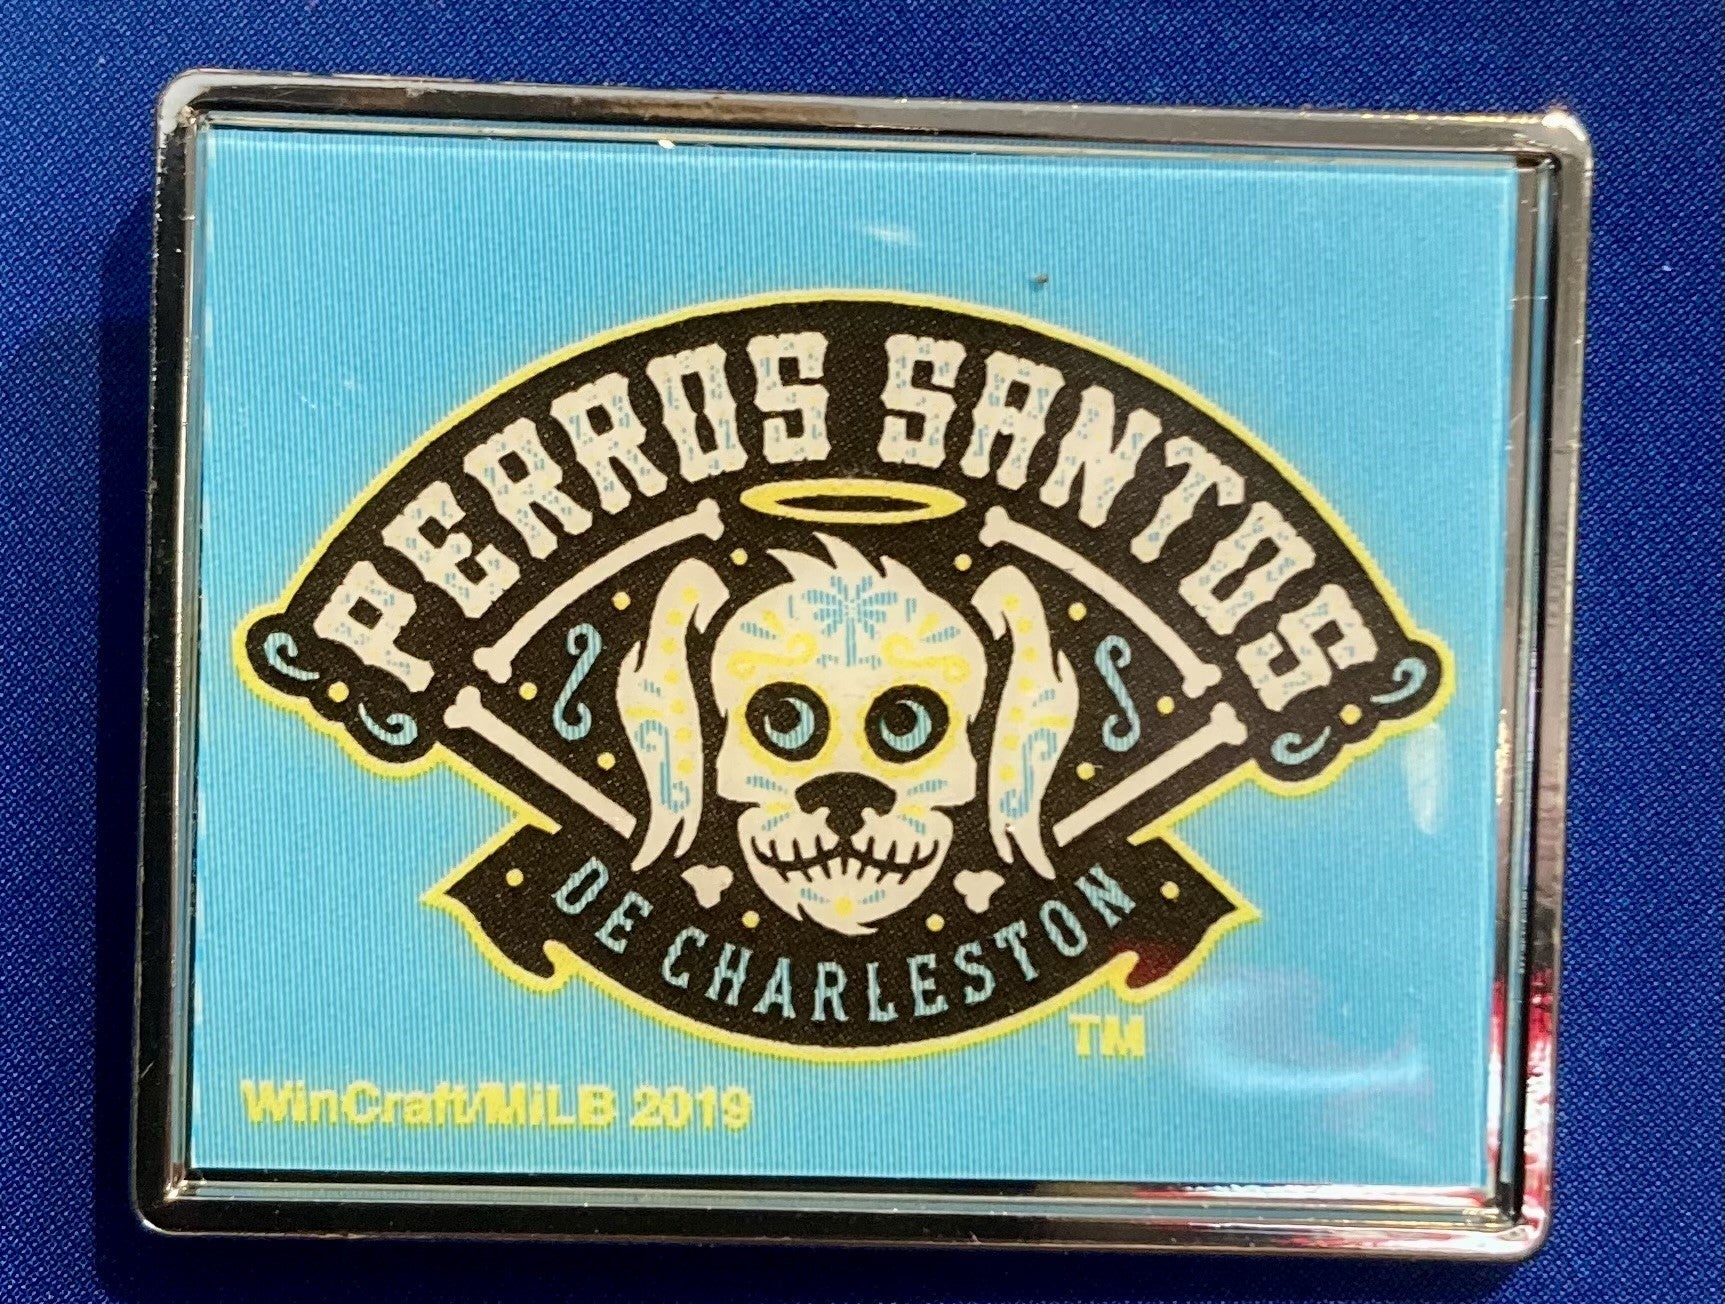 PERROS SANTOS
DE CHARLESTON
TM
WinCraft/MiLB 2019